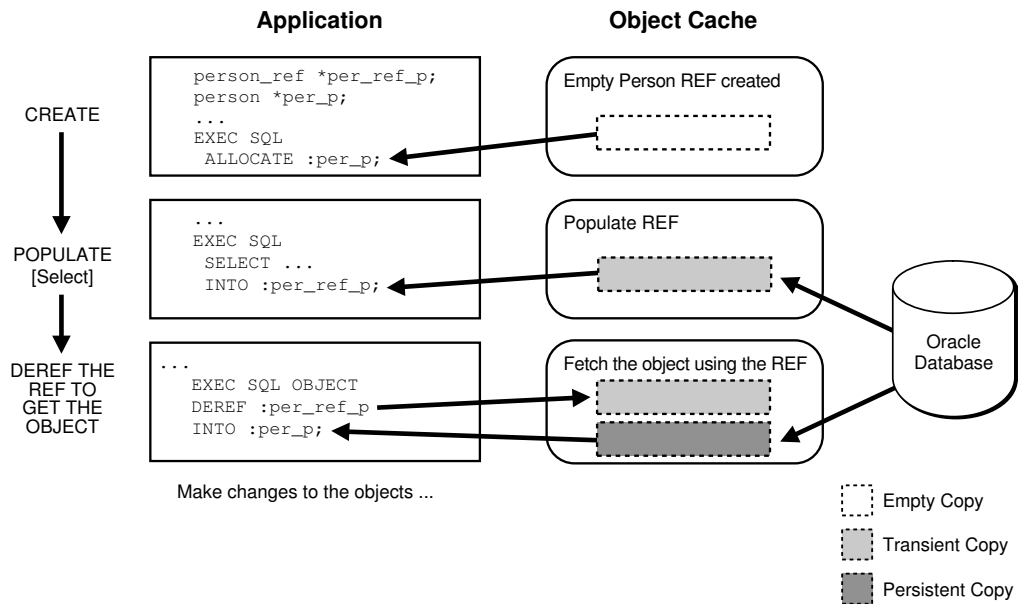 Application
Object Cache
CREATE
person_ref *per_ref_p;
person *per_p;
...
EXEC SQL
ALLOCATE :per_p;
Empty Person REF created
POPULATE
[Select]
...
EXEC SQL
SELECT ...
INTO :per_ref_p;
Populate REF
Oracle
Database
DEREF THE
REF TO
GET THE
OBJECT
...
EXEC SQL OBJECT
DEREF :per_ref_p
INTO :per_p;
Fetch the object using the REF
Make changes to the objects ...
Empty Copy
Transient Copy
Persistent Copy